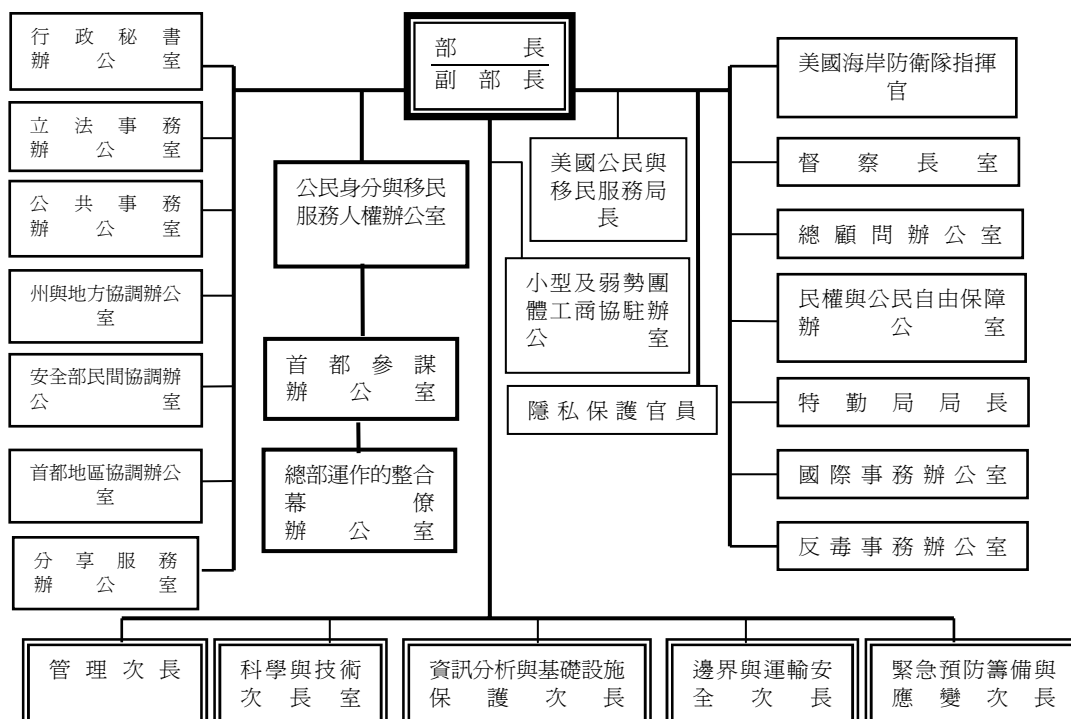 部長
副部長
行政秘書
辦公室
立法事務
辦公室
公共事務
辦公室
州與地方協調辦公
室
安全部民間協調辦
公室
首都地區協調辦公
室
分享服務
辦公室
公民身分與移民
服務人權辦公室
首都參謀
辦公室
總部運作的整合
幕僚
辦公室
美國公民與
移民服務局
長
小型及弱勢團
體工商協駐辦
公室
隱私保護官員
美國海岸防衛隊指揮
官
督察長室
總顧問辦公室
民權與公民自由保障
辦公室
特勤局局長
國際事務辦公室
反毒事務辦公室
管理次長
科學與技術
次長室
資訊分析與基礎設施
保護次長
邊界與運輸安
全次長
緊急預防籌備與
應變次長